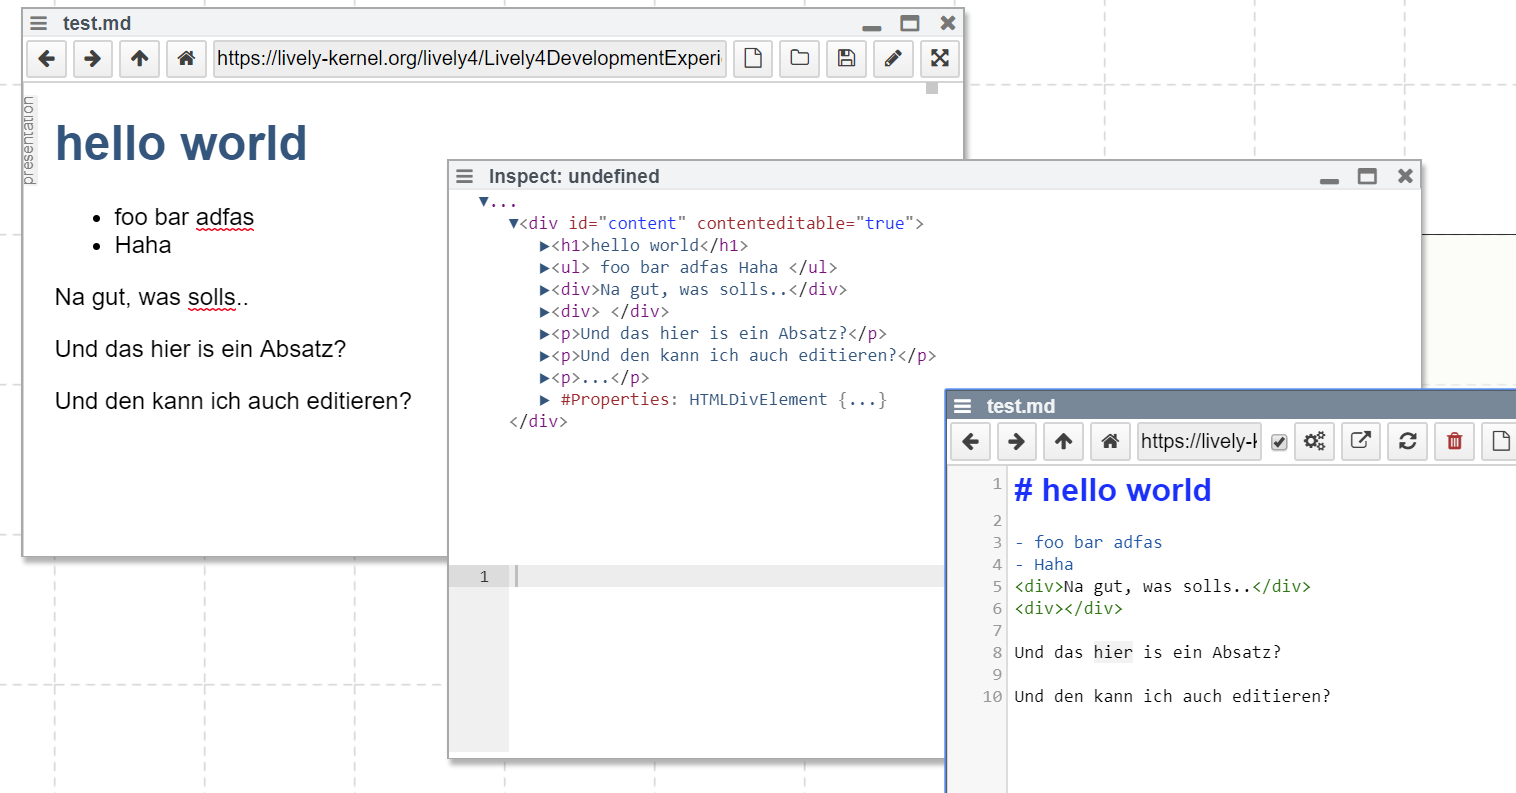 test.md
https://lively-kernel.org/lively4/Lively4DevelopmentExperi
presentation
hello world
foo bar adfas
Haha
Na gut, was solls..
Und das hier is ein Absatz?
Und den kann ich auch editieren?
Inspect: undefined
▼...
▼<div id="content" contenteditable="true">
▶<h1>hello world</h1>
▶<ul> foo bar adfas Haha </ul>
▶<div>Na gut, was solls..</div>
▶<div> </div>
▶<p>Und das hier is ein Absatz?</p>
▶<p>Und den kann ich auch editieren?</p>
▶<p>...</p>
▶ #Properties: HTMLDivElement {...}
</div>
1
test.md
https://lively-k
1 # hello world
2
3 - foo bar adfas
4 - Haha
5 <div>Na gut, was solls..</div>
6 <div></div>
7
8 Und das hier is ein Absatz?
9
10 Und den kann ich auch editieren?